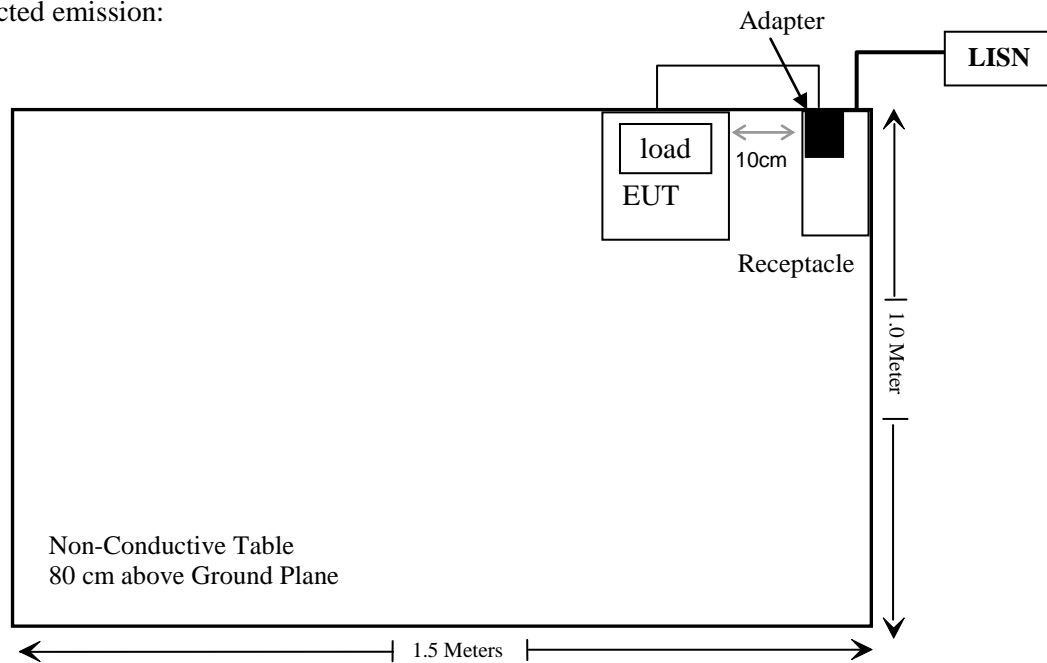 cted emission:
Adapter
LISN
load
10cm
EUT
Receptacle
1.0 Meter
Non-Conductive Table
80 cm above Ground Plane
1.5 Meters